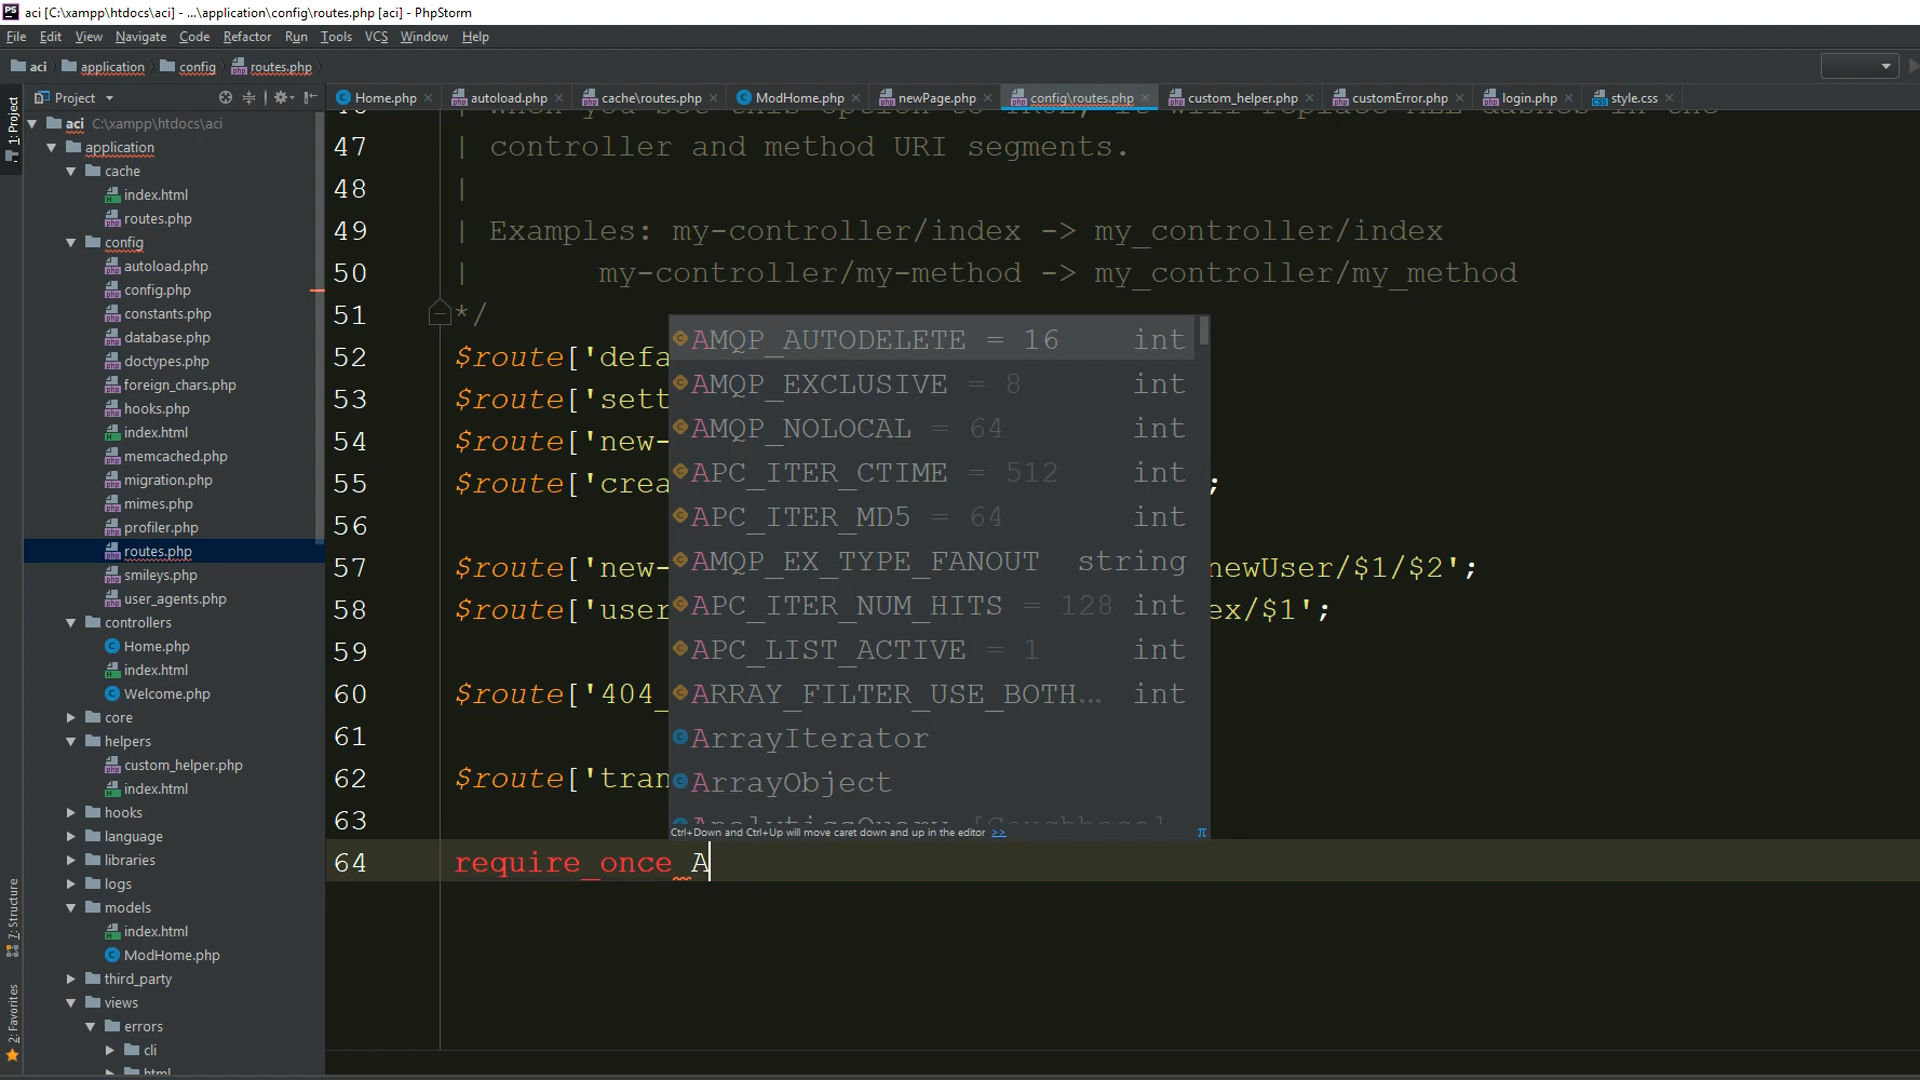 aci [C:\xampp\htdocs\aci] - ...\application\config\routes.php [aci] - PhpStorm
File Edit View Navigate Code Refactor Run Tools VCS Window Help
aci application config routes.php
Project
Home.php autoload.php cache\routes.php ModHome.php newPage.php config\routes.php custom_helper.php customError.php login.php style.css
1: Project
7: Structure
2: Favorites
aci C:\xampp\htdocs\aci
application
cache
index.html
routes.php
config
autoload.php
config.php
constants.php
database.php
doctypes.php
foreign_chars.php
hooks.php
index.html
memcached.php
migration.php
mimes.php
profiler.php
routes.php
smileys.php
user_agents.php
controllers
Home.php
index.html
Welcome.php
core
helpers
custom_helper.php
index.html
hooks
language
libraries
logs
models
index.html
ModHome.php
third_party
views
errors
cli
html
47 | controller and method URI segments.
48 |
49 | Examples: my-controller/index -> my_controller/index
50 | my-controller/my-method -> my_controller/my_method
51 */
52 $route['defa
53 $route['sett
54 $route['new-
55 $route['crea ;
56
57 $route['new- newUser/$1/$2';
58 $route['user ex/$1';
59
60 $route['404_
61
62 $route['tran
63
64 require_once A
AMQP_AUTODELETE = 16 int
AMQP_EXCLUSIVE = 8 int
AMQP_NOLOCAL = 64 int
APC_ITER_CTIME = 512 int
APC_ITER_MD5 = 64 int
AMQP_EX_TYPE_FANOUT string
APC_ITER_NUM_HITS = 128 int
APC_LIST_ACTIVE = 1 int
ARRAY_FILTER_USE_BOTH... int
ArrayIterator
ArrayObject
Ctrl+Down and Ctrl+Up will move caret down and up in the editor >> π